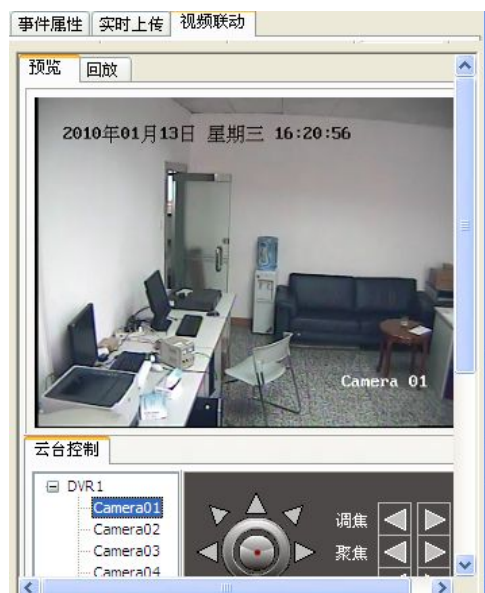 事件属性 实时上传 视频联动
预览 回放
2010年01月13日 星期三 16:20:56
Camera 01
云台控制
DVR1
Camera01
调焦
Camera02
Camera03
聚焦
Camera04